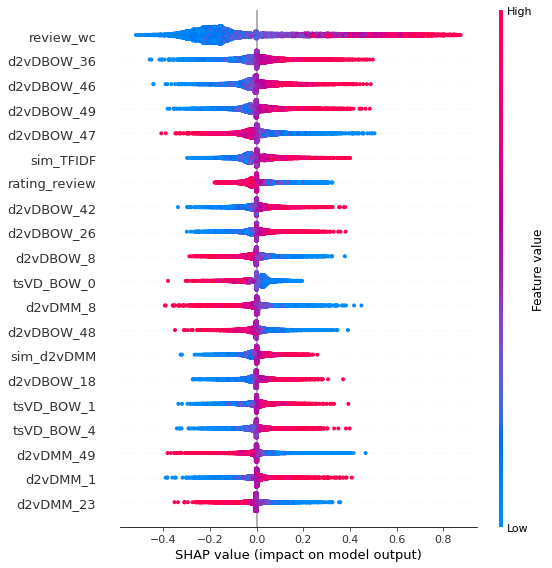 High
review_wc
d2vDBOW_36
d2vDBOW_46
d2vDBOW_49
d2vDBOW_47
sim_TFIDF
rating_review
d2vDBOW_42
d2vDBOW_26
d2vDBOW_8
tsVD_BOW_0
d2vDMM_8
d2vDBOW_48
sim_d2vDMM
d2vDBOW_18
tsVD_BOW_1
tsVD_BOW_4
d2vDMM_49
d2vDMM_1
d2vDMM_23
Feature value
Low
−0.4 −0.2 0.0 0.2 0.4 0.6 0.8
SHAP value (impact on model output)